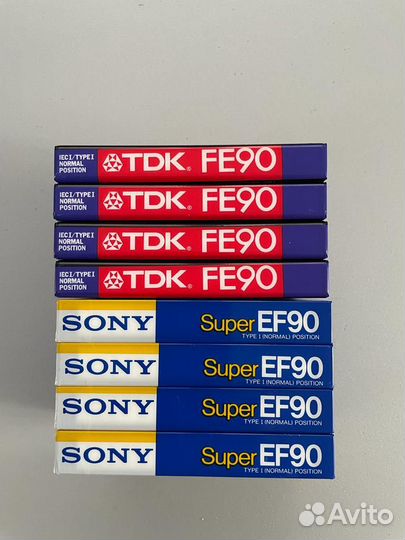 IEC I/TYPE I
NORMAL
POSITION
TDK FE90
IEC I/TYPE I
NORMAL
POSITION
TDK FE90
IEC I/TYPE I
NORMAL
POSITION
TDK FE90
IEC I/TYPE I
NORMAL
POSITION
TDK FE90
SONY Super EF90
TYPE I (NORMAL) POSITION
SONY Super EF90
TYPE I (NORMAL) POSITION
SONY Super EF90
TYPE I (NORMAL) POSITION
SONY Super EF90
TYPE I (NORMAL) POSITION
Avito